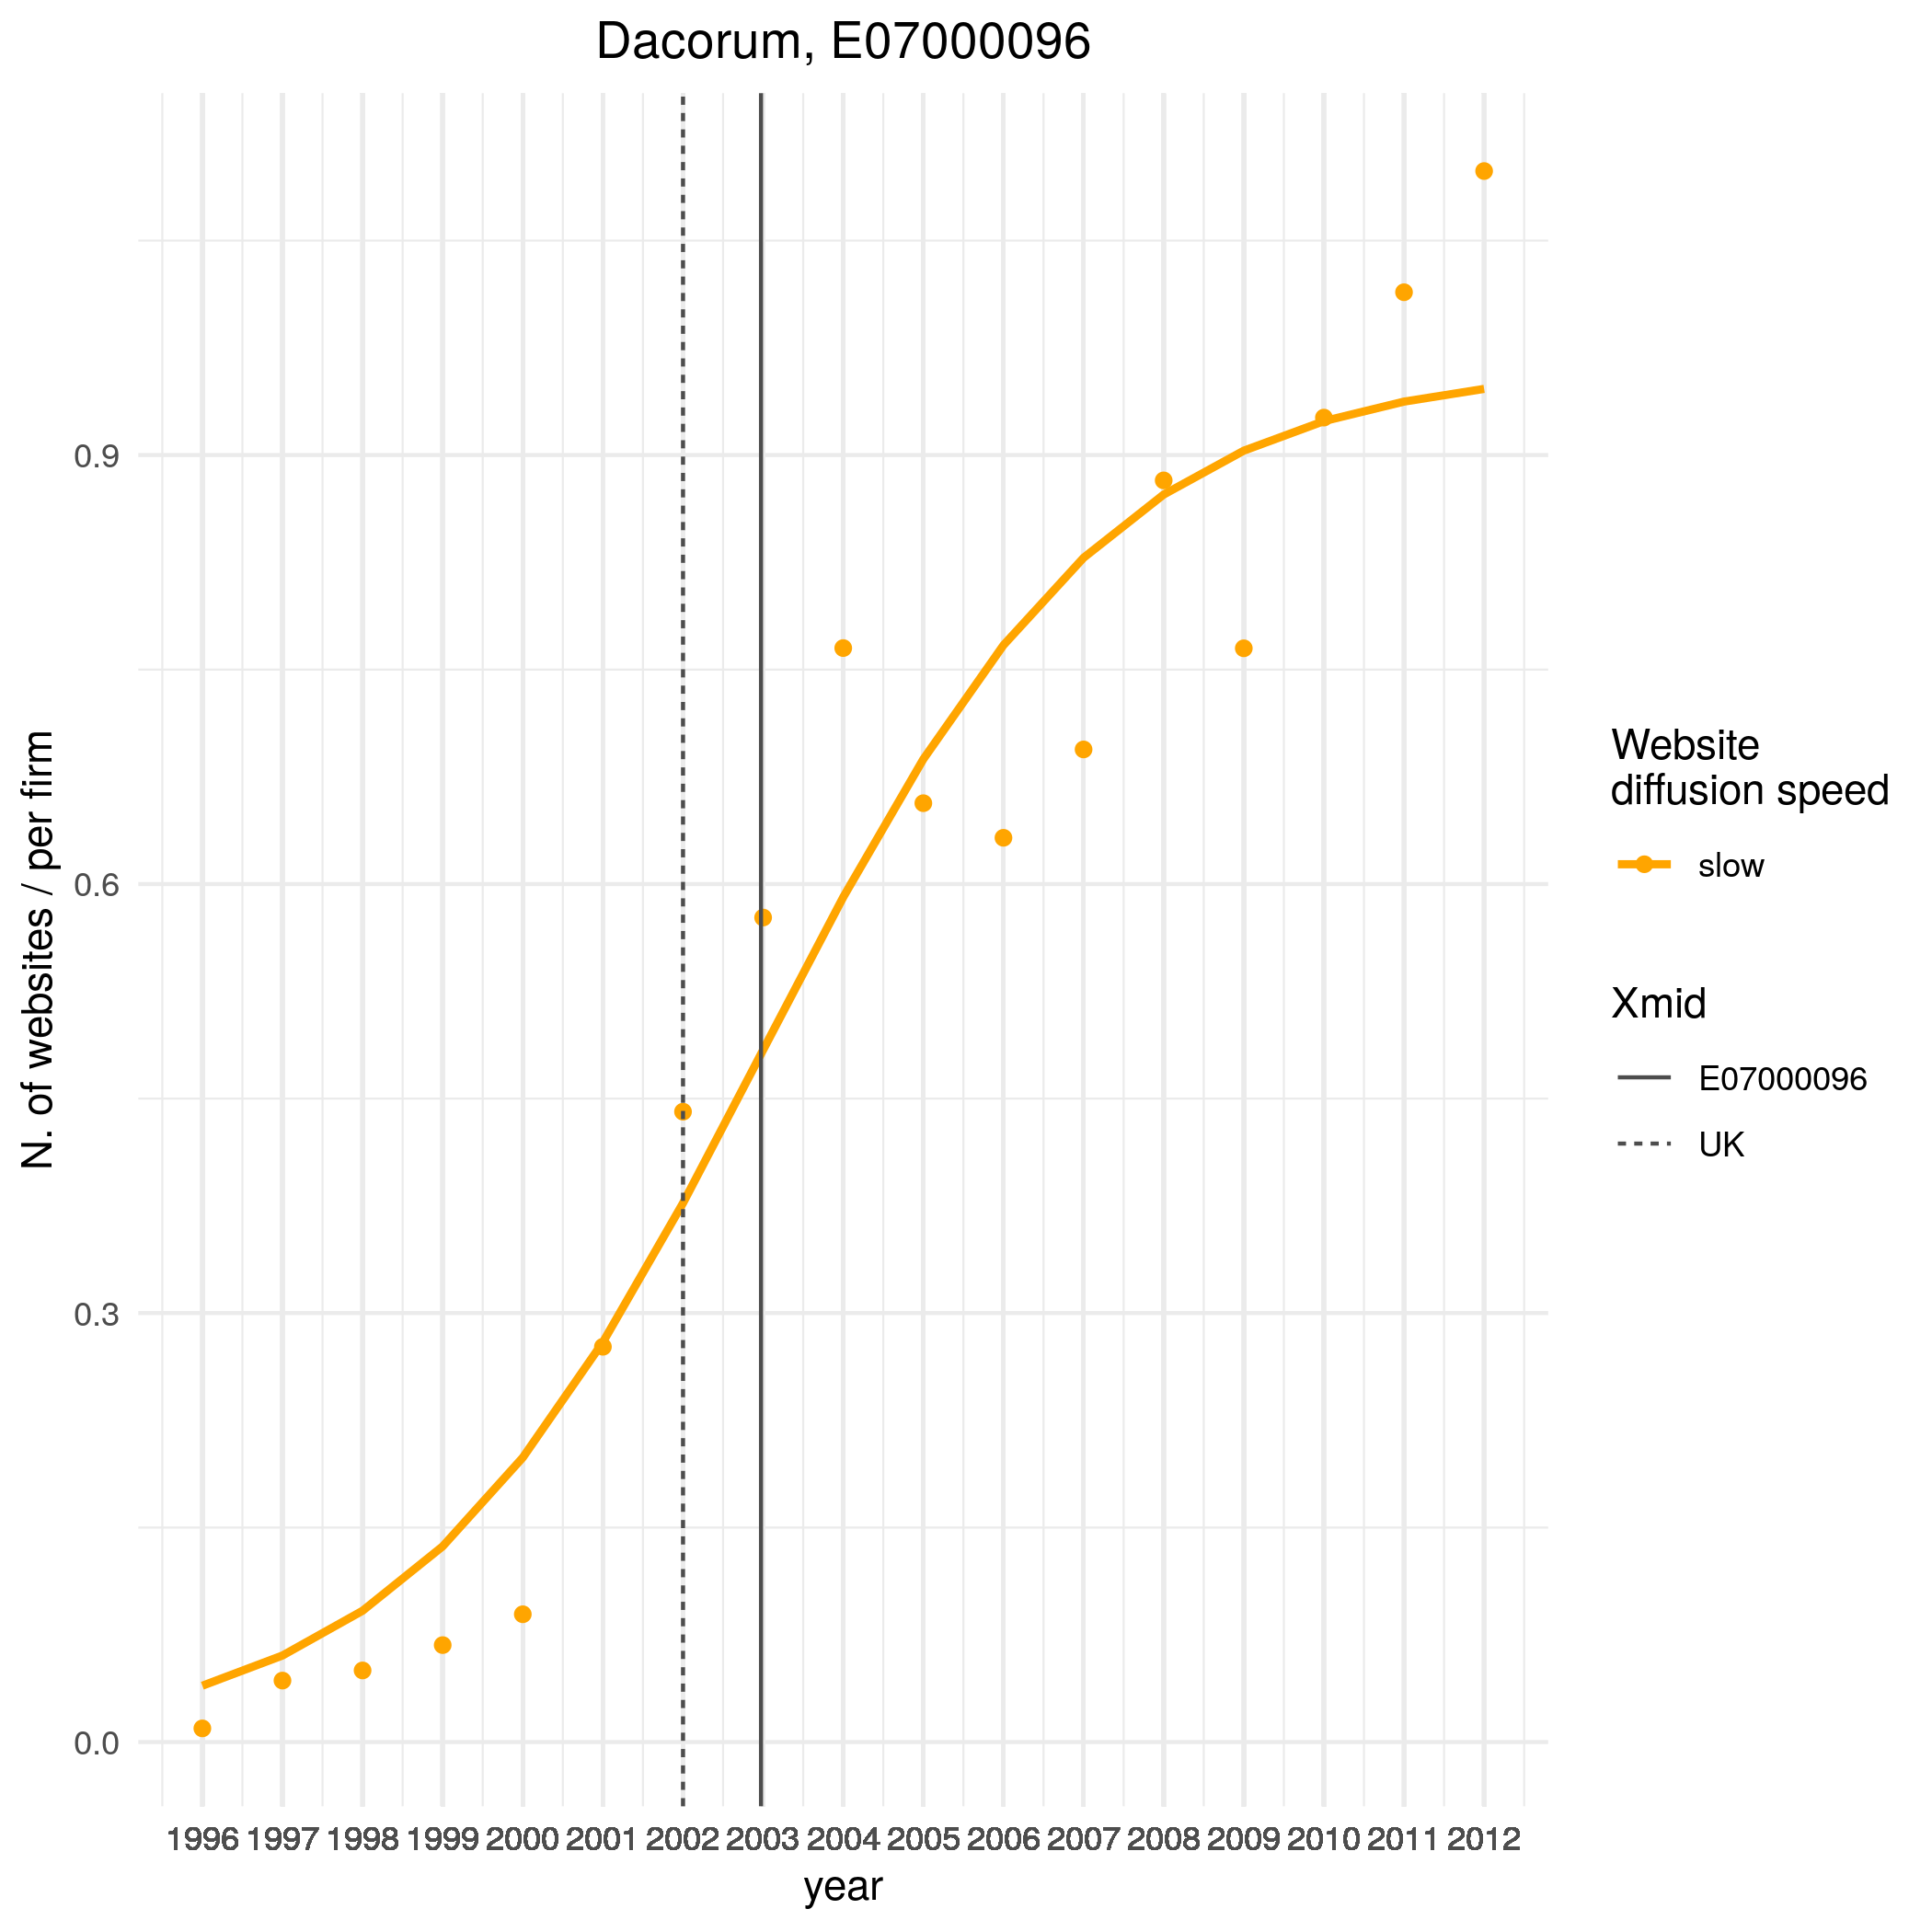 Dacorum, E07000096
N. of websites / per firm
0.9
0.6
0.3
0.0
1996 1997 1998 1999 2000 2001 2002 2003 2004 2005 2006 2007 2008 2009 2010 2011 2012
year
Website
diffusion speed
slow
Xmid
E07000096
UK